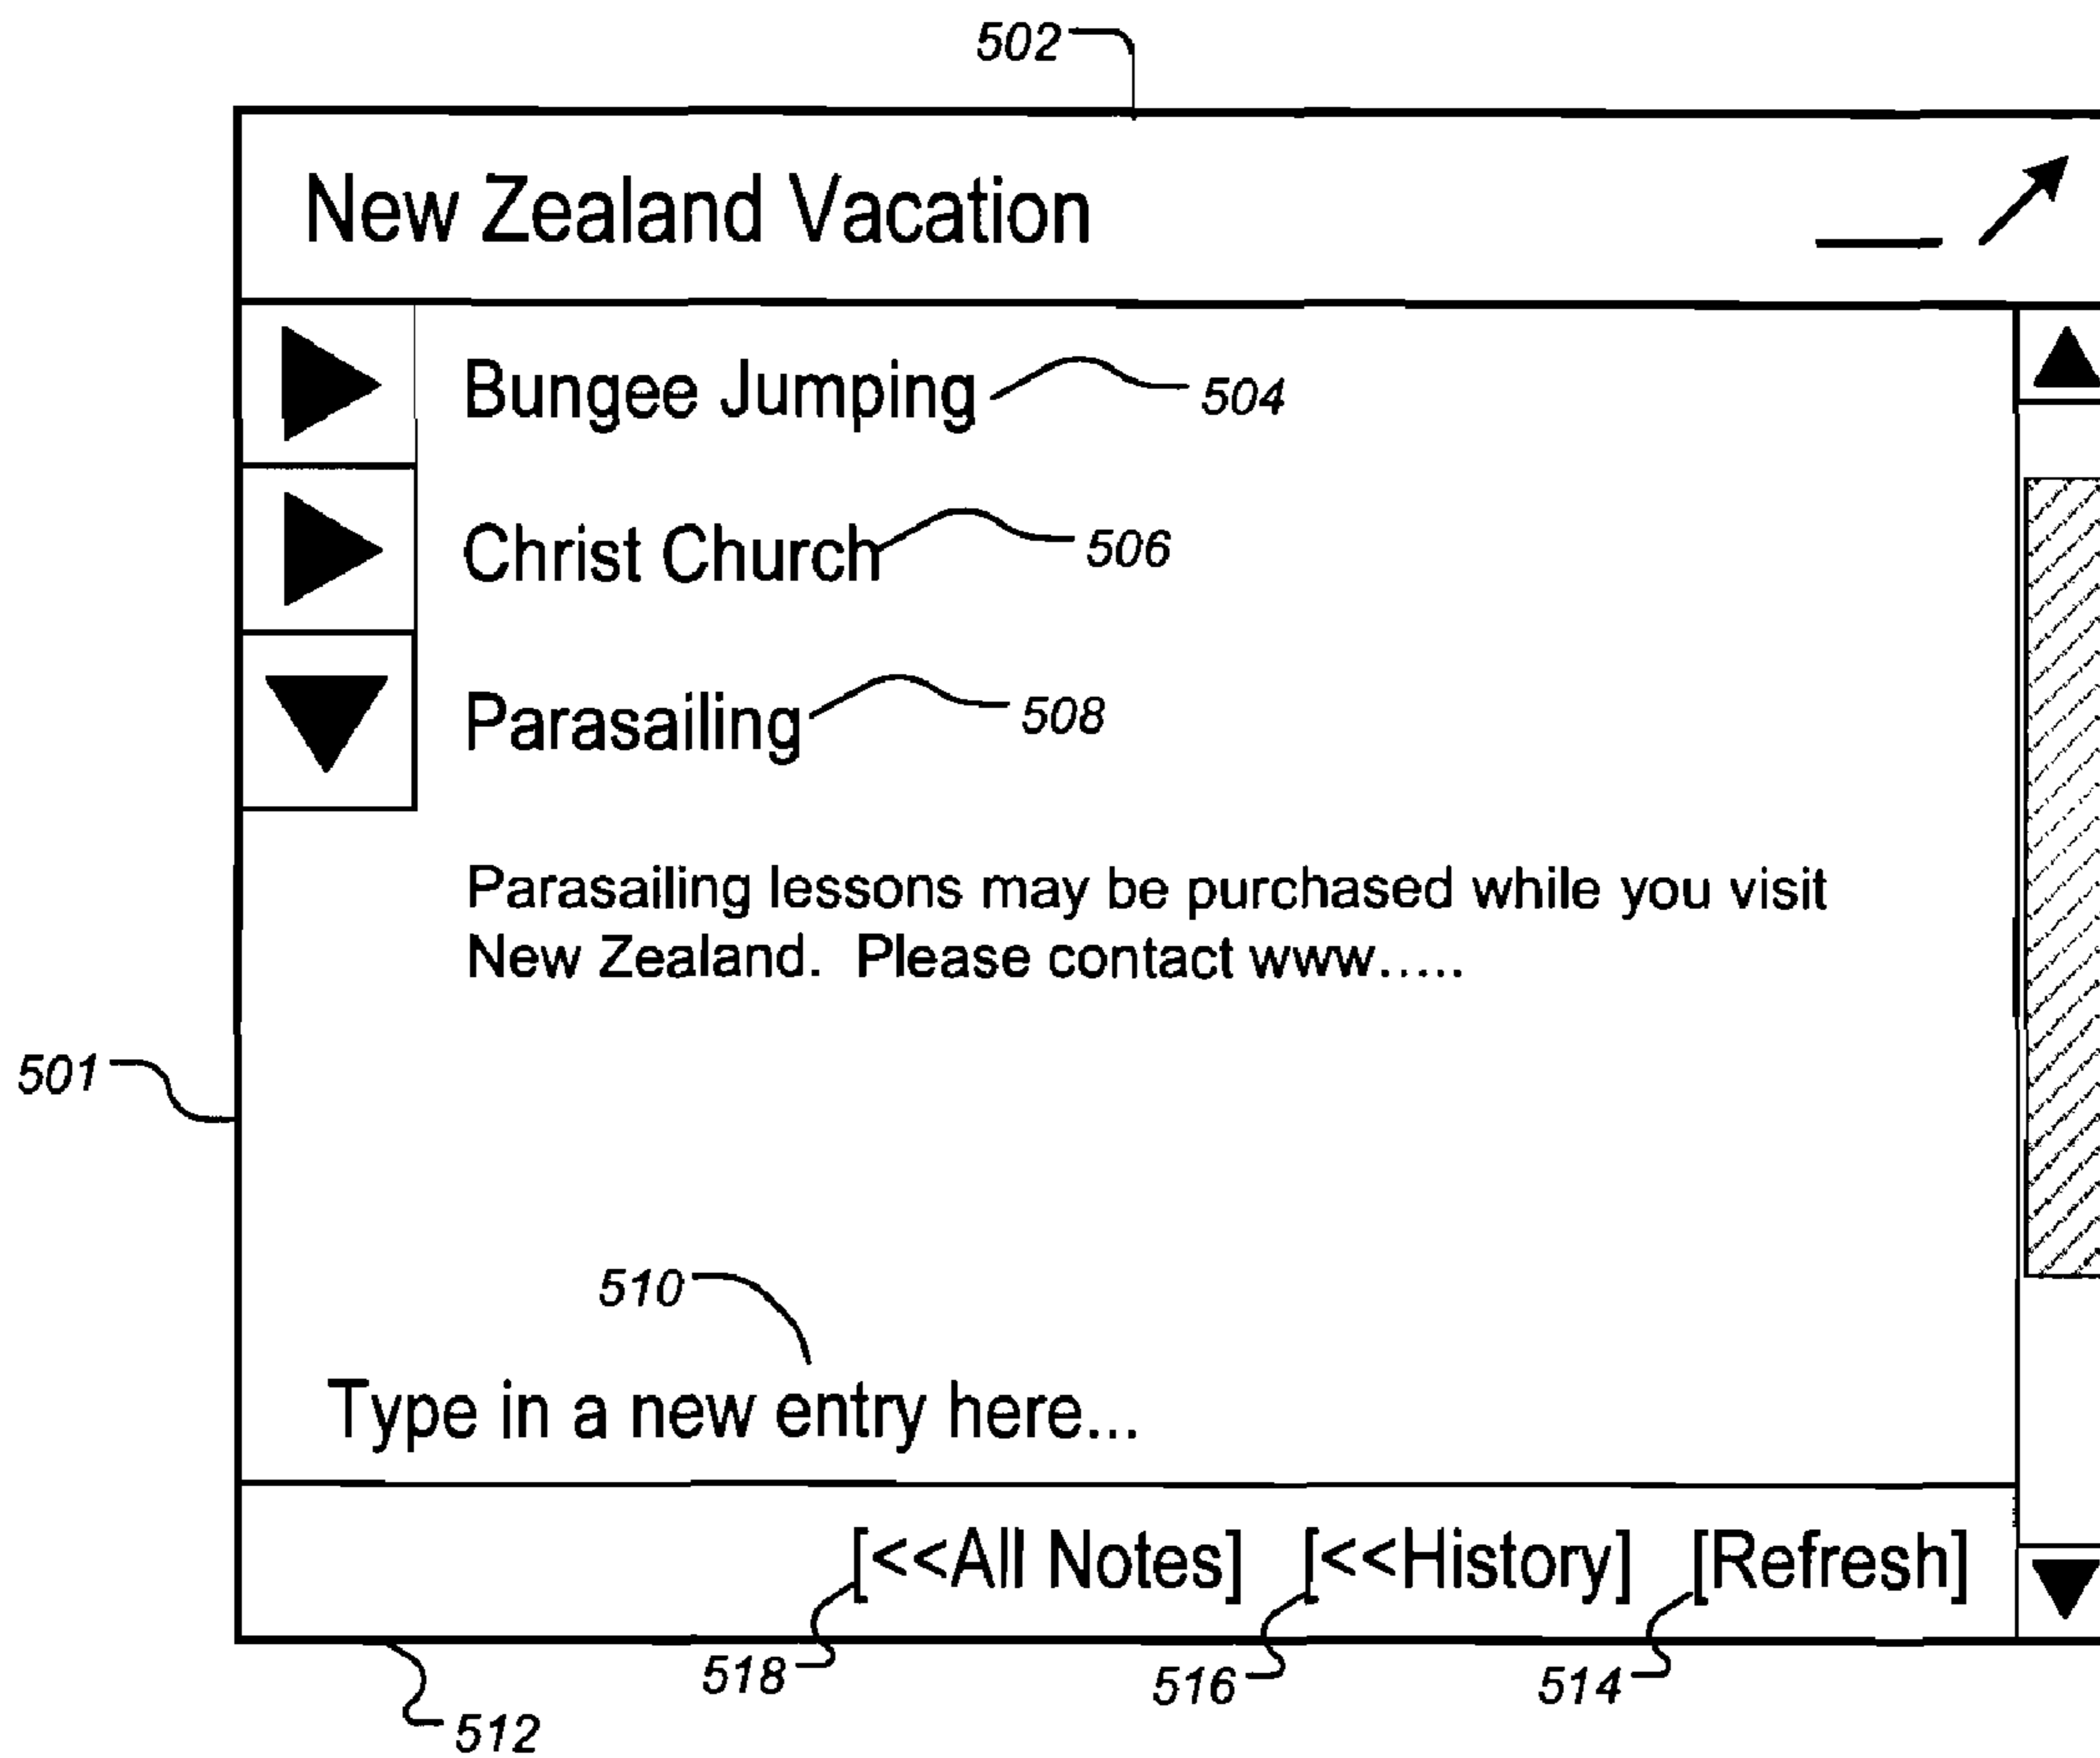 502
New Zealand Vacation
Bungee Jumping 504
Christ Church 506
Parasailing 508
Parasailing lessons may be purchased while you visit
New Zealand.  Please contact www.....
501
510
Type in a new entry here...
[<<All Notes] [<<History] [Refresh]
518 516 514
512